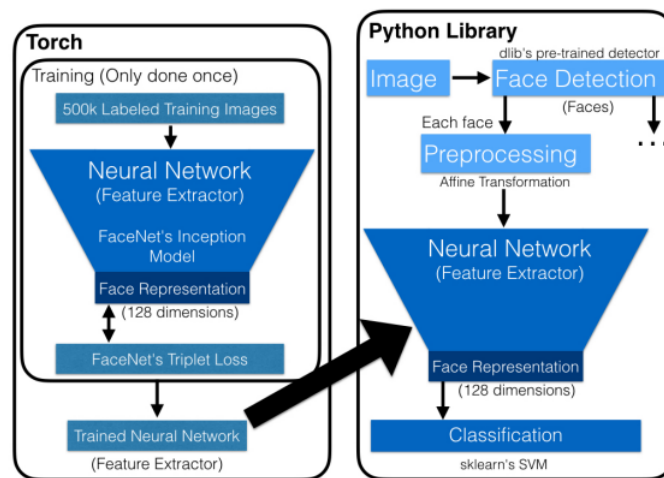 Torch
Training (Only done once)
500k Labeled Training Images
Neural Network
(Feature Extractor)
FaceNet's Inception
Model
Face Representation
(128 dimensions)
FaceNet's Triplet Loss
Trained Neural Network
(Feature Extractor)
Python Library
dlib's pre-trained detector
Image
Face Detection
(Faces)
Each face
...
Preprocessing
Affine Transformation
Neural Network
(Feature Extractor)
Face Representation
(128 dimensions)
Classification
sklearn's SVM